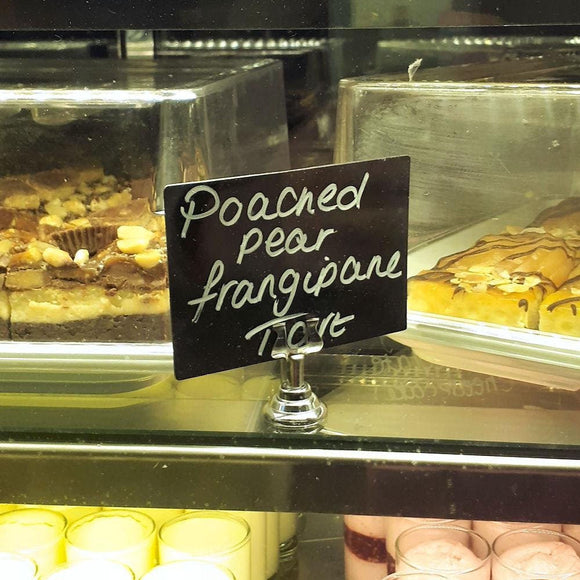 Poached
pear
frangipane
Tart